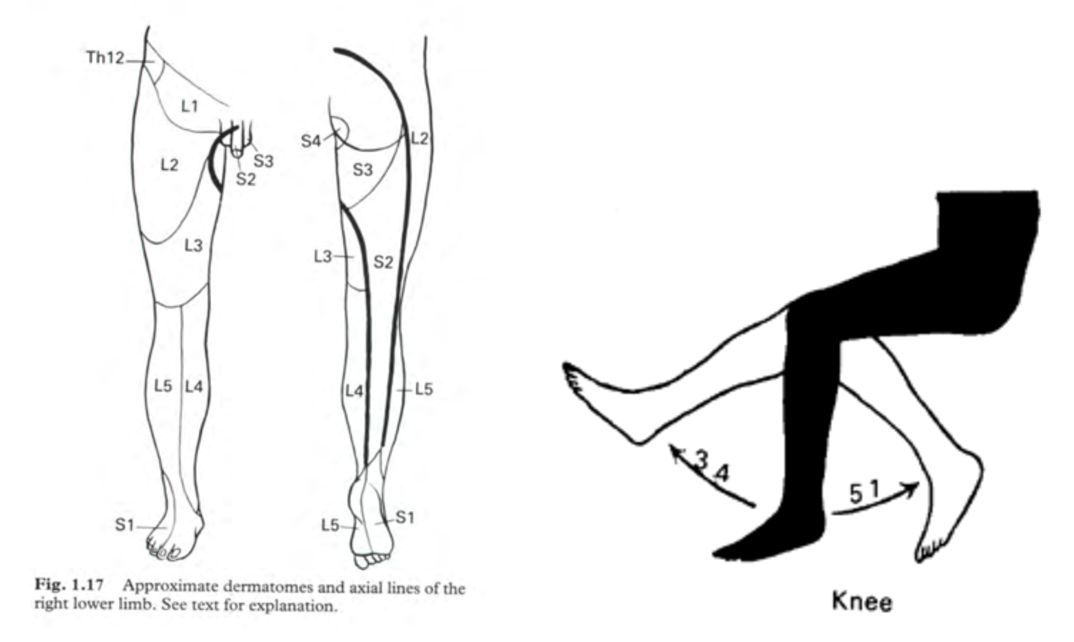 Th12
L1
L2
S3
S2
L3
L5 L4
S1
S4
L2
S3
L3
S2
L4
L5
L5
S1
Fig. 1.17 Approximate dermatomes and axial lines of the
right lower limb. See text for explanation.
3 4
5 1
Knee